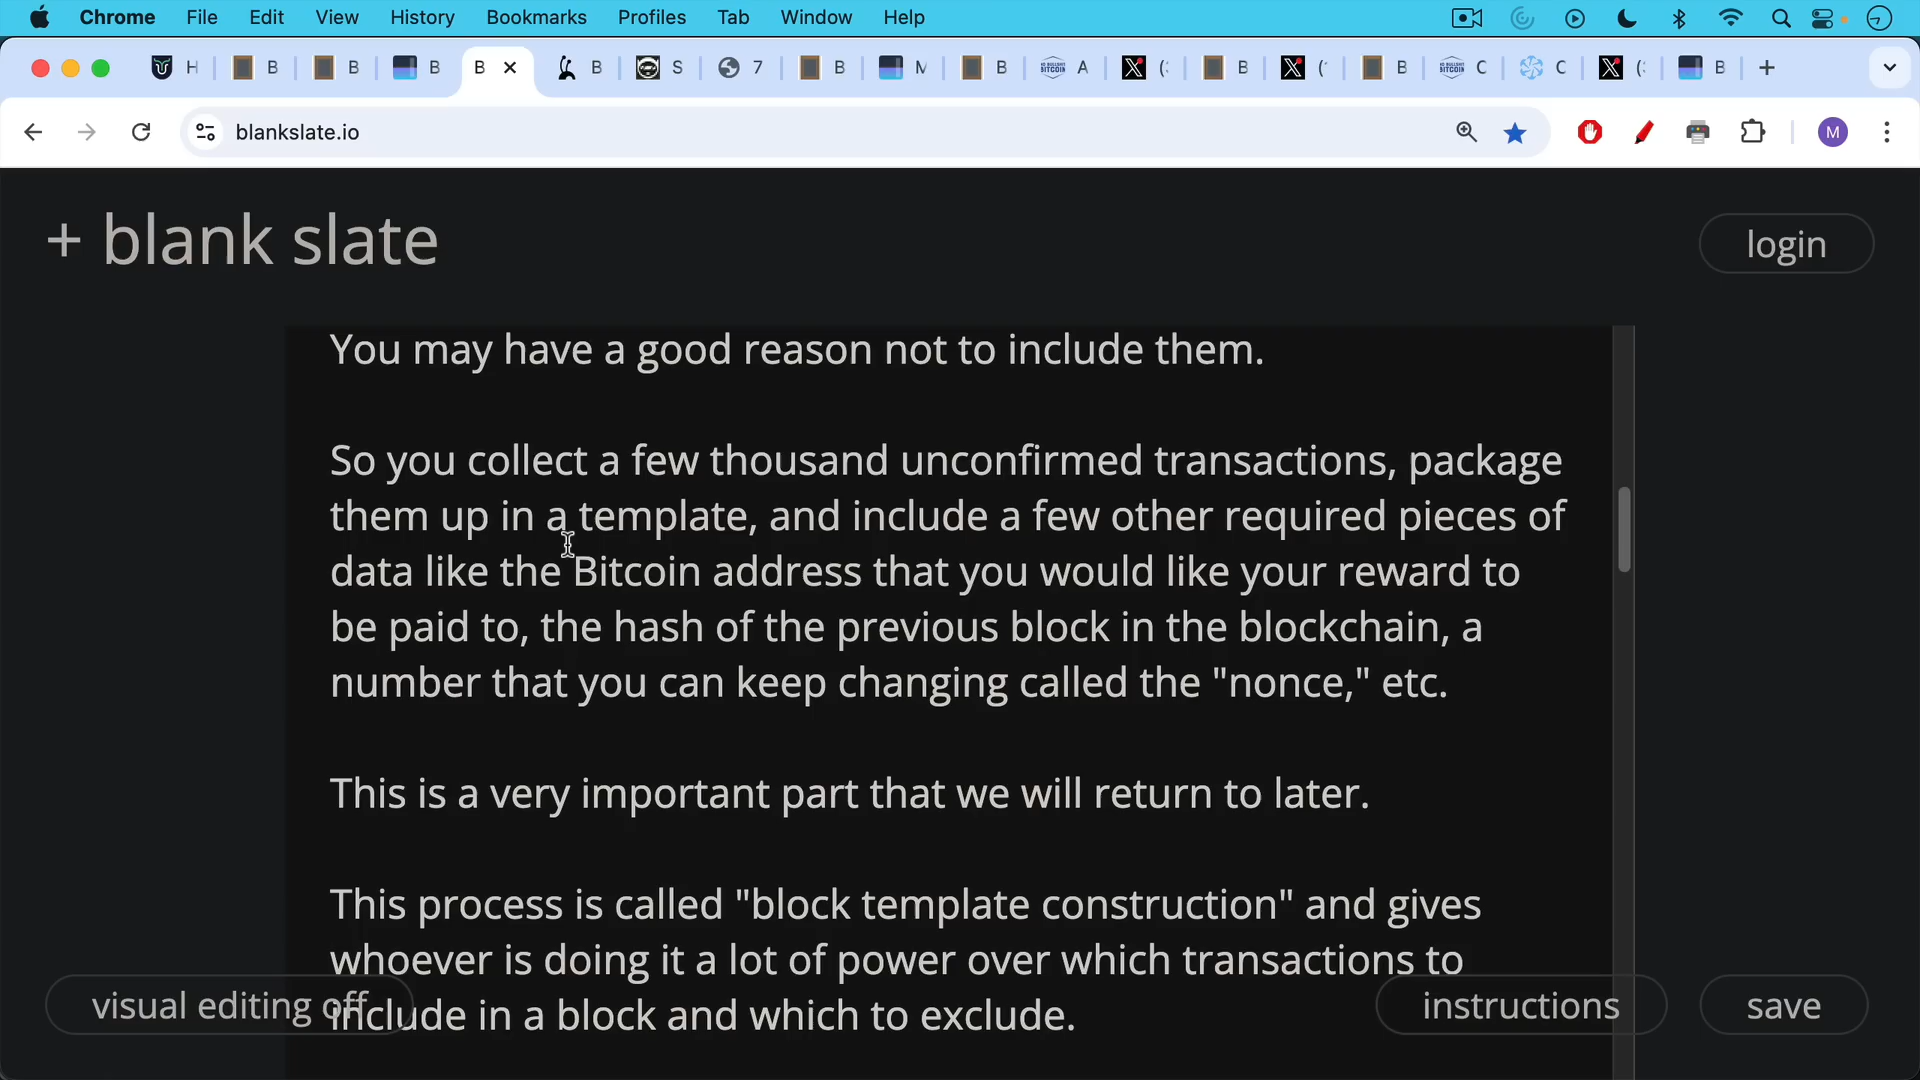 Chrome File Edit View History Bookmarks Profiles Tab Window Help
H B B B B B S 7 B M B A ( B ( B C C ( B
blankslate.io
M
+ blank slate
login
You may have a good reason not to include them.
So you collect a few thousand unconfirmed transactions, package
them up in a template, and include a few other required pieces of
data like the Bitcoin address that you would like your reward to
be paid to, the hash of the previous block in the blockchain, a
number that you can keep changing called the "nonce," etc.
This is a very important part that we will return to later.
This process is called "block template construction" and gives
whoever is doing it a lot of power over which transactions to
include in a block and which to exclude.
visual editing off
instructions
save